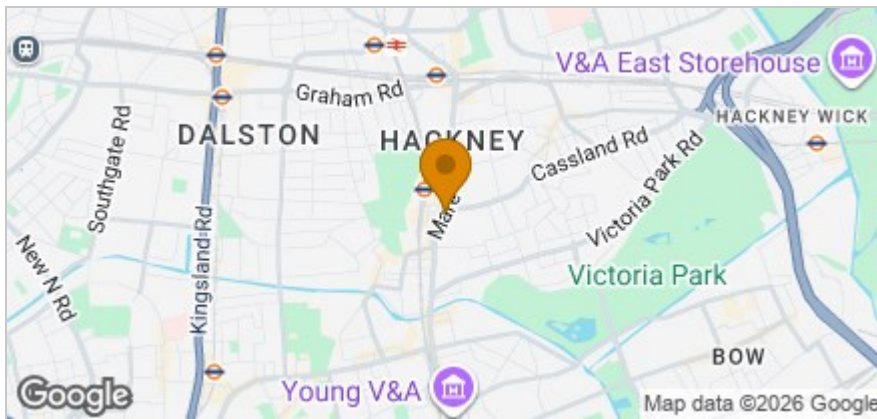 V&A East Storehouse
Graham Rd
HACKNEY WICK
DALSTON
HACKNEY
Cassland Rd
Southgate Rd
Mare
Victoria Park Rd
Kingsland Rd
New N Rd
Victoria Park
BOW
Young V&A
Google
Map data ©2026 Google